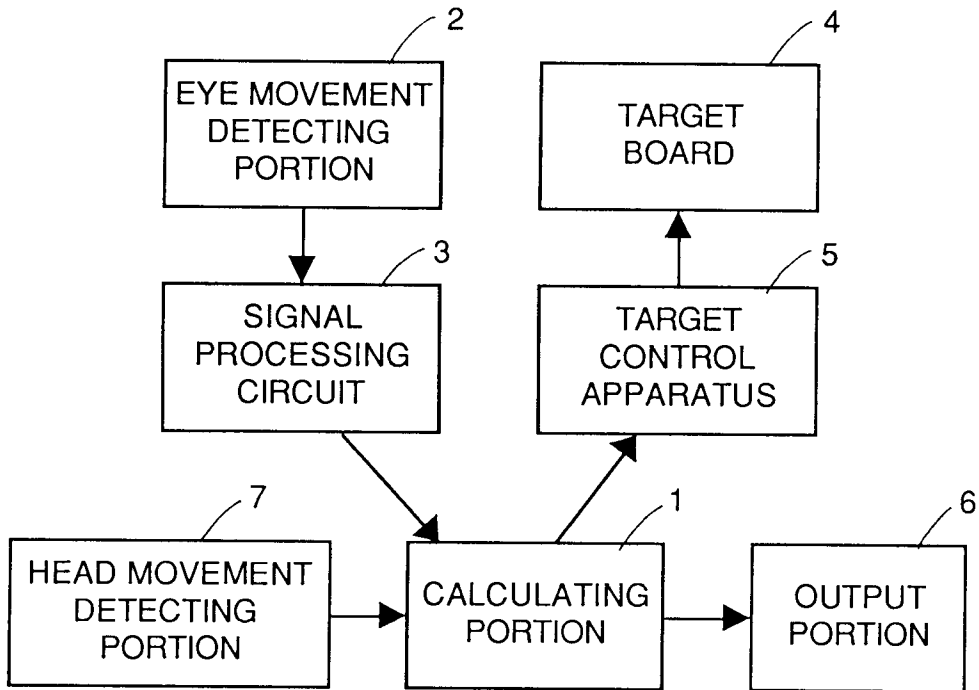 2
EYE MOVEMENT
DETECTING
PORTION
4
TARGET
BOARD
3
SIGNAL
PROCESSING
CIRCUIT
5
TARGET
CONTROL
APPARATUS
7
HEAD MOVEMENT
DETECTING
PORTION
1
CALCULATING
PORTION
6
OUTPUT
PORTION